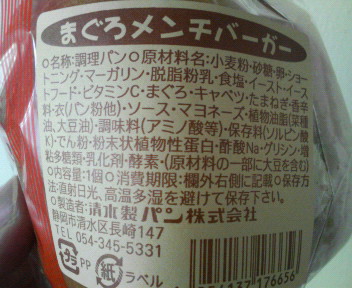 まぐろメンチバーガー
○名称:調理パン○原材料名:小麦粉・砂糖・卵・ショー
トニング・マーガリン・脱脂粉乳・食塩・イースト・イース
トフード・ビタミンC・まぐろ・キャベツ・たまねぎ・香辛
料・衣(パン粉他)・ソース・マヨネーズ・植物油脂(菜種
油、大豆油)・調味料(アミノ酸等)・保存料(ソルビン酸
K)・でん粉・粉末状植物性蛋白・酢酸Na・グリシン・増
粘多糖類・乳化剤・酵素・(原材料の一部に大豆を含む)
○内容量:1個○消費期限:欄外右側に記載○保存方
法:直射日光、高温多湿を避けて保存して下さい。
○製造者:清水製パン株式会社
静岡市清水区長崎147
TEL 054-345-5331
プラ PP 紙 ラベル
176656